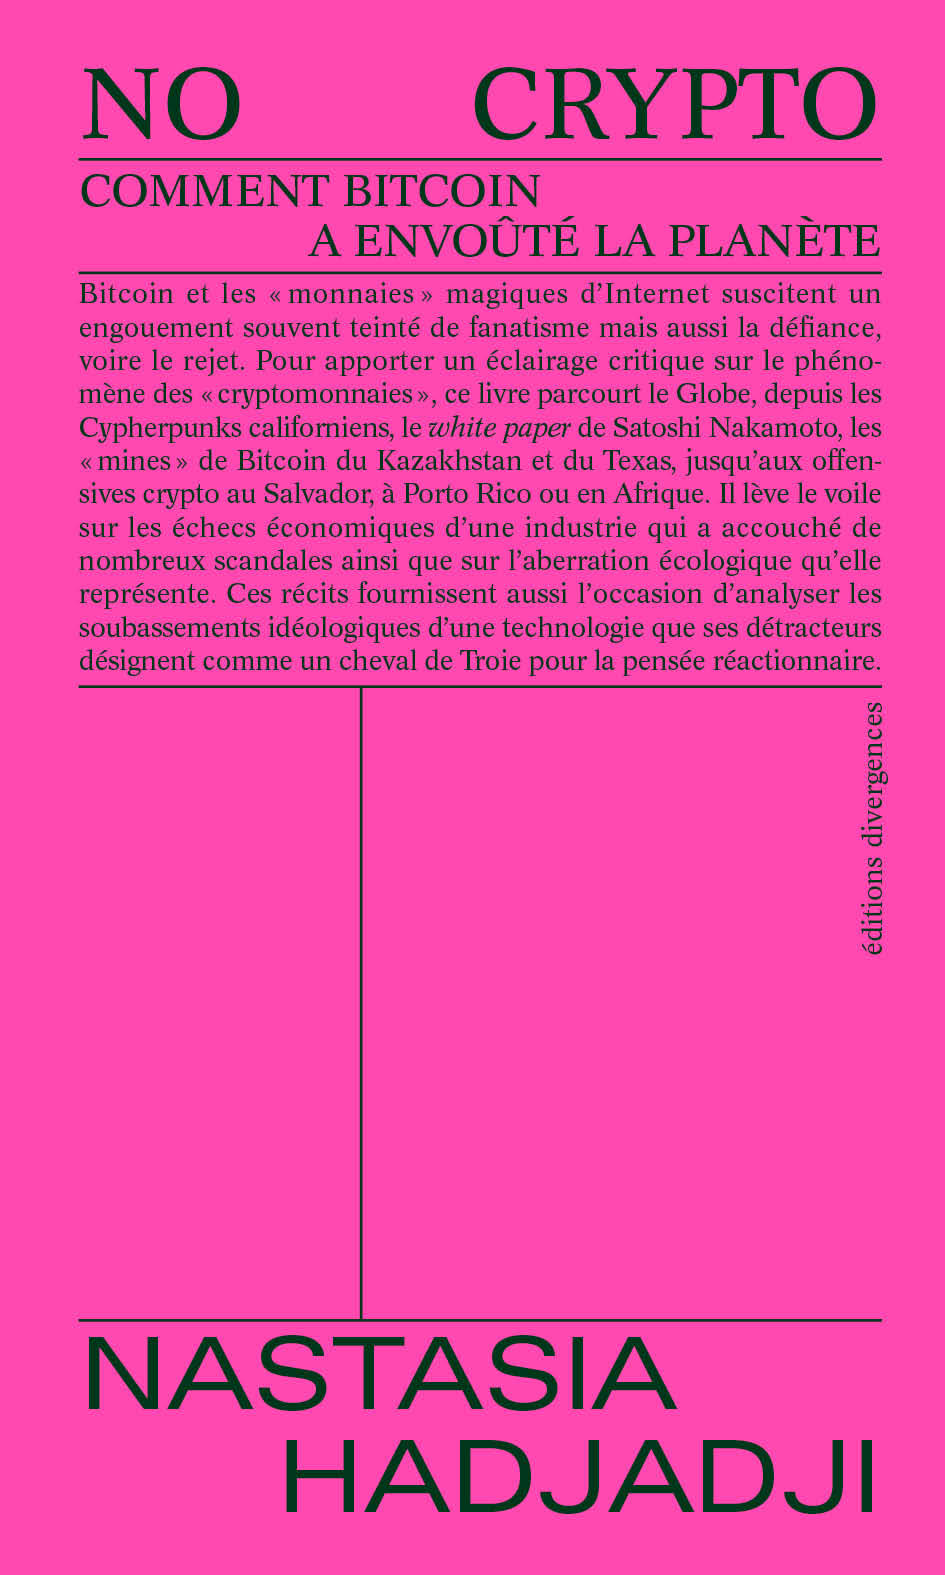 NO CRYPTO
COMMENT BITCOIN
A ENVOÛTÉ LA PLANÈTE
Bitcoin et les « monnaies » magiques d’Internet suscitent un
engouement souvent teinté de fanatisme mais aussi la défiance,
voire le rejet. Pour apporter un éclairage critique sur le phéno-
mène des « cryptomonnaies », ce livre parcourt le Globe, depuis les
Cypherpunks californiens, le white paper de Satoshi Nakamoto, les
« mines » de Bitcoin du Kazakhstan et du Texas, jusqu’aux offen-
sives crypto au Salvador, à Porto Rico ou en Afrique. Il lève le voile
sur les échecs économiques d’une industrie qui a accouché de
nombreux scandales ainsi que sur l’aberration écologique qu’elle
représente. Ces récits fournissent aussi l’occasion d’analyser les
soubassements idéologiques d’une technologie que ses détracteurs
désignent comme un cheval de Troie pour la pensée réactionnaire.
éditions divergences
NASTASIA
HADJADJI